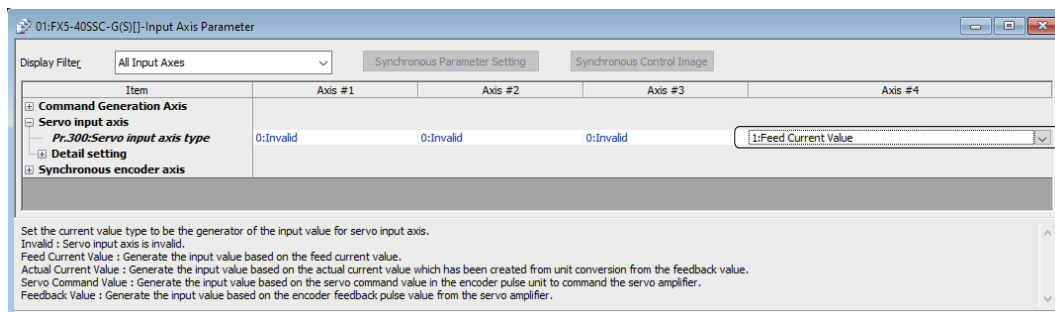 01:FX5-40SSC-G(S)[]-Input Axis Parameter
Display Filter All Input Axes Synchronous Parameter Setting Synchronous Control Image
Item Axis #1 Axis #2 Axis #3 Axis #4
Command Generation Axis
Servo input axis
Pr.300:Servo input axis type 0:Invalid 0:Invalid 0:Invalid 1:Feed Current Value
Detail setting
Synchronous encoder axis
Set the current value type to be the generator of the input value for servo input axis.
Invalid : Servo input axis is invalid.
Feed Current Value : Generate the input value based on the feed current value.
Actual Current Value : Generate the input value based on the actual current value which has been created from unit conversion from the feedback value.
Servo Command Value : Generate the input value based on the servo command value in the encoder pulse unit to command the servo amplifier.
Feedback Value : Generate the input value based on the encoder feedback pulse value from the servo amplifier.